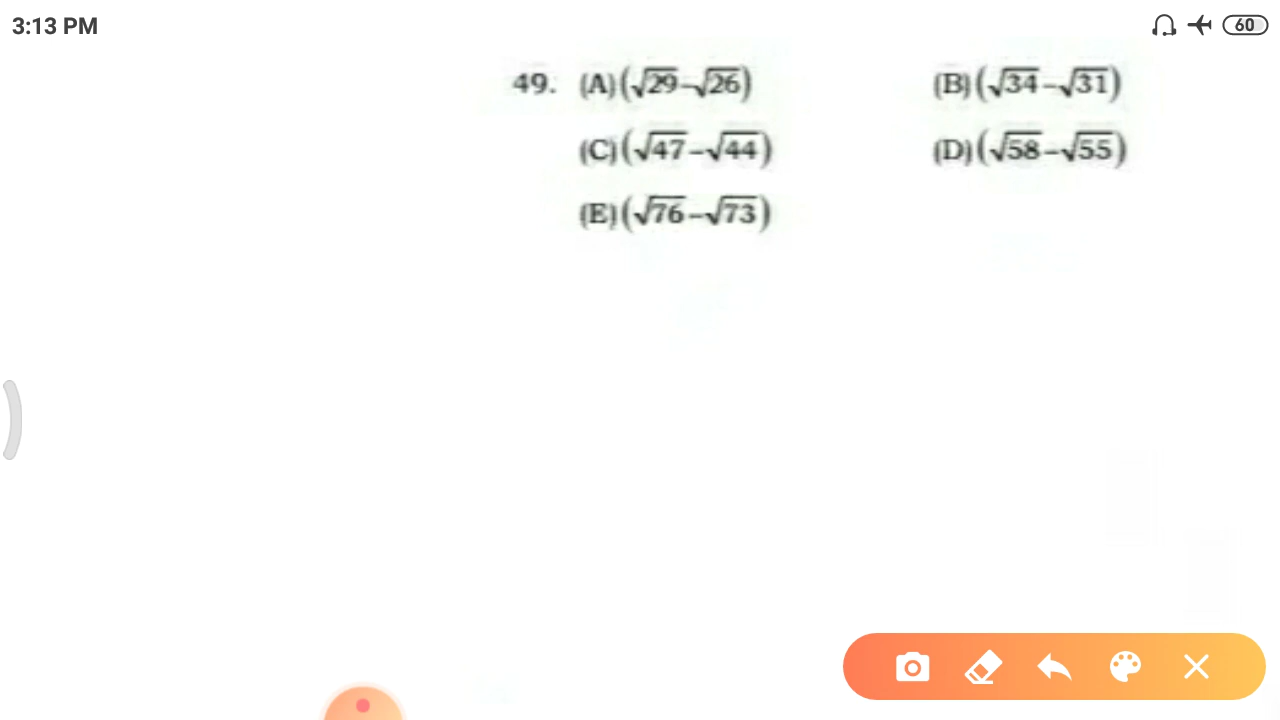 3:13 PM 60
49. (A) (√29-√26) (B) (√34-√31)
(C) (√47-√44) (D) (√58-√55)
(E) (√76-√73)